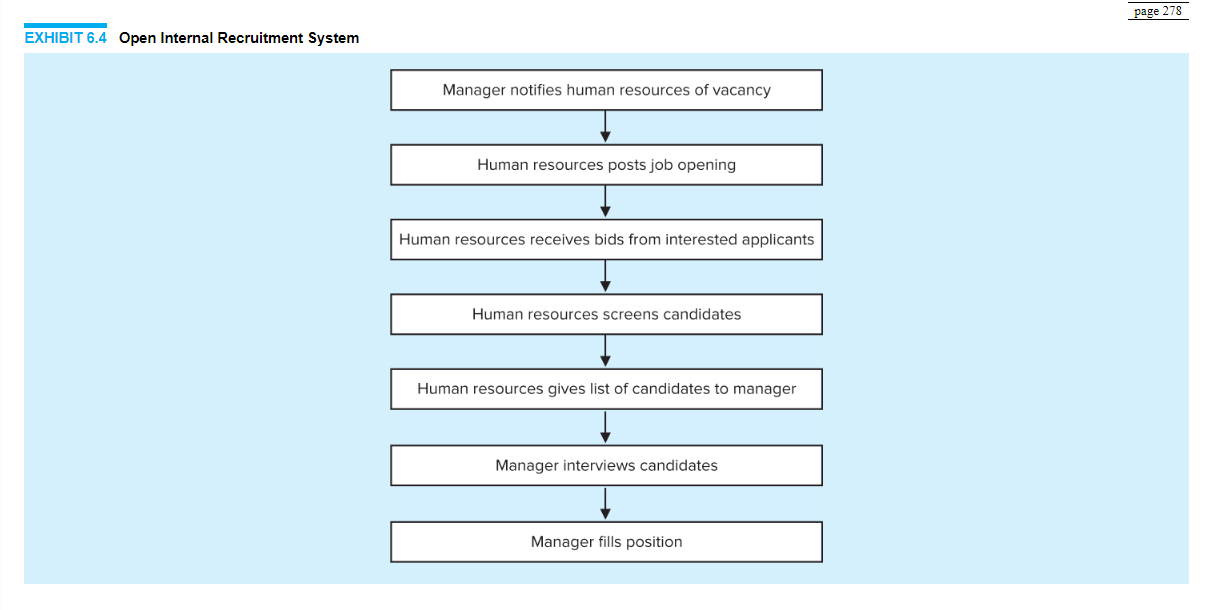 page 278
EXHIBIT 6.4 Open Internal Recruitment System
Manager notifies human resources of vacancy
Human resources posts job opening
Human resources receives bids from interested applicants
Human resources screens candidates
Human resources gives list of candidates to manager
Manager interviews candidates
Manager fills position